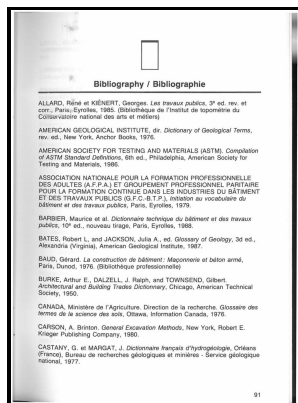 Bibliography / Bibliographie
ALLARD, René et KIÉNERT, Georges. Les travaux publics, 3e ed. rev. et
corr., Paris, Eyrolles, 1985. (Bibliothèque de l'Institut de topométrie du
Conservatoire national des arts et métiers)
AMERICAN GEOLOGICAL INSTITUTE, dir. Dictionary of Geological Terms,
rev. ed., New York, Anchor Books, 1976.
AMERICAN SOCIETY FOR TESTING AND MATERIALS (ASTM). Compilation
of ASTM Standard Definitions, 6th ed., Philadelphia, American Society for
Testing and Materials, 1986.
ASSOCIATION NATIONALE POUR LA FORMATION PROFESSIONNELLE
DES ADULTES (A.F.P.A.) ET GROUPEMENT PROFESSIONNEL PARITAIRE
POUR LA FORMATION CONTINUE DANS LES INDUSTRIES DU BÂTIMENT
ET DES TRAVAUX PUBLICS (G.F.C.-B.T.P.), Initiation au vocabulaire du
bâtiment et des travaux publics, Paris, Eyrolles, 1979.
BARBIER, Maurice et al. Dictionnaire technique du bâtiment et des travaux
publics, 10e ed., nouveau tirage, Paris, Eyrolles, 1988.
BATES, Robert L, and JACKSON, Julia A., ed. Glossary of Geology, 3d ed.,
Alexandria (Virginia), American Geological Institute, 1987.
BAUD, Gérard. La construction de bâtiment: Maçonnerie et béton armé,
Paris, Dunod, 1976. (Bibliothèque professionnelle)
BURKE, Arthur E., DALZELL, J. Ralph, and TOWNSEND, Gilbert.
Architectural and Building Trades Dictionary, Chicago, American Technical
Society, 1950.
CANADA, Ministère de l'Agriculture. Direction de la recherche. Glossaire des
termes de la science des sols, Ottawa, Information Canada, 1976.
CARSON, A. Brinton. General Excavation Methods, New York, Robert E.
Krieger Publishing Company, 1980.
CASTANY, G. et MARGAT, J. Dictionnaire français d'hydrogéologie, Orléans
(France), Bureau de recherches géologiques et minières - Service géologique
national, 1977.
91